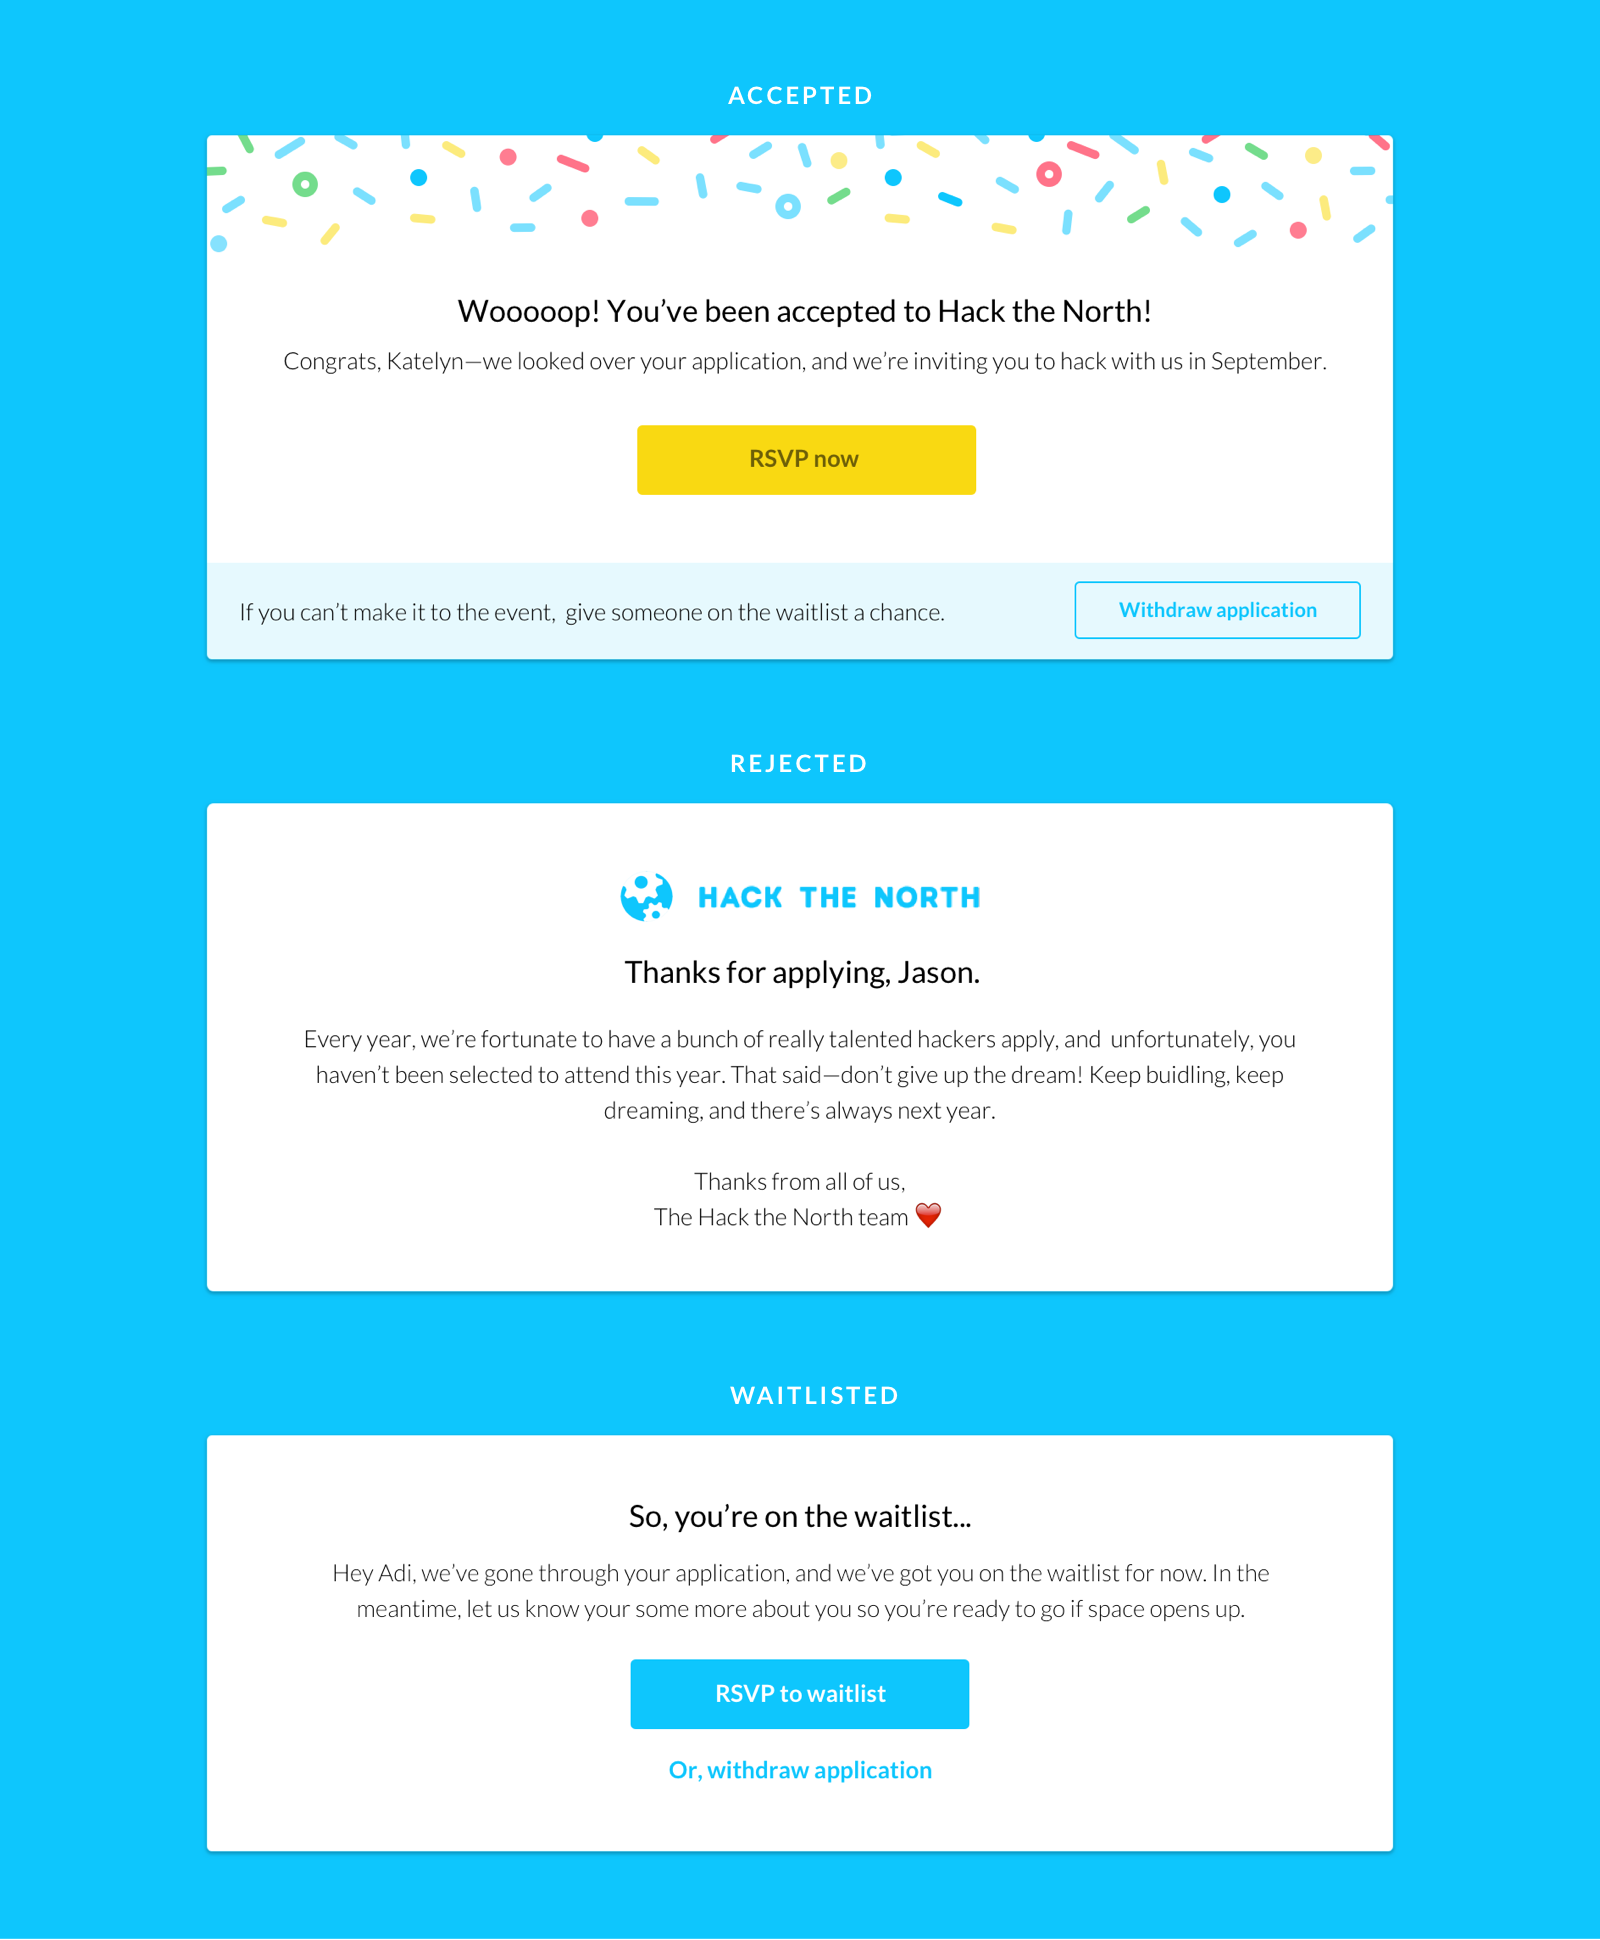 ACCEPTED
Wooooop! You’ve been accepted to Hack the North!
Congrats, Katelyn—we looked over your application, and we’re inviting you to hack with us in September.
RSVP now
If you can’t make it to the event,  give someone on the waitlist a chance.
Withdraw application
REJECTED
HACK THE NORTH
Thanks for applying, Jason.
Every year, we’re fortunate to have a bunch of really talented hackers apply, and  unfortunately, you
haven’t been selected to attend this year. That said—don’t give up the dream! Keep buidling, keep
dreaming, and there’s always next year.
Thanks from all of us,
The Hack the North team ❤️
WAITLISTED
So, you’re on the waitlist...
Hey Adi, we’ve gone through your application, and we’ve got you on the waitlist for now. In the
meantime, let us know your some more about you so you’re ready to go if space opens up.
RSVP to waitlist
Or, withdraw application